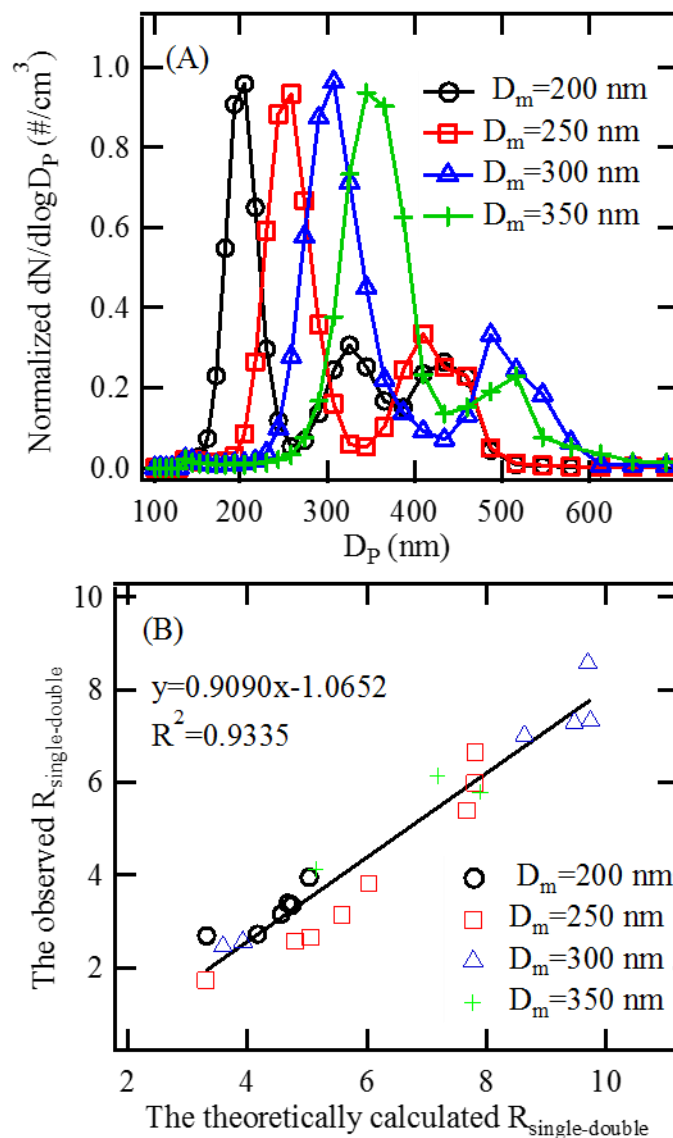 (A)
D_m=200 nm
D_m=250 nm
D_m=300 nm
D_m=350 nm
Normalized dN/dlogD_P (#/cm^3)
1.0
0.8
0.6
0.4
0.2
0.0
100 200 300 400 500 600
D_P (nm)
(B)
y=0.9090x-1.0652
R^2=0.9335
The observed R_single-double
10
8
6
4
2
D_m=200 nm
D_m=250 nm
D_m=300 nm
D_m=350 nm
2 4 6 8 10
The theoretically calculated R_single-double